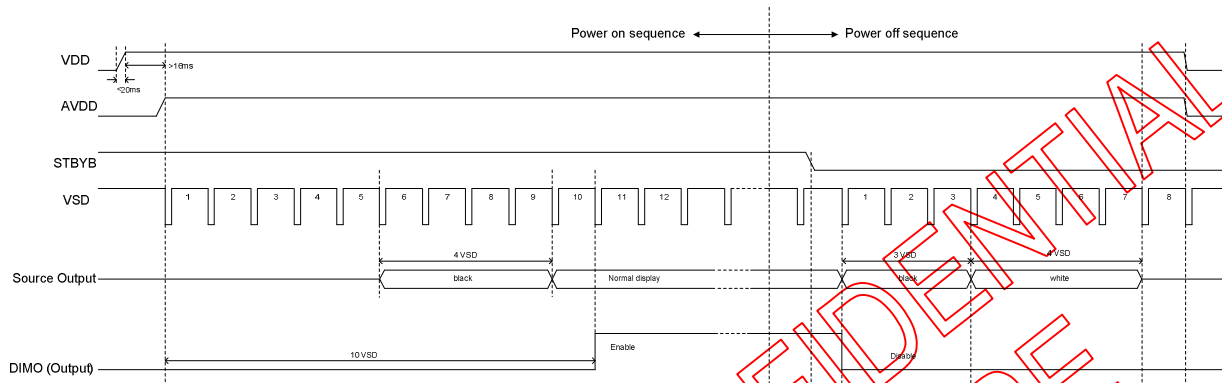 Power on sequence
Power off sequence
VDD
>16ms
<20ms
AVDD
STBYB
VSD
1 2 3 4 5 6 7 8 9 10 11 12 1 2 3 4 5 6 7 8
4 VSD
3 VSD
4 VSD
Source Output
black
Normal display
black
white
10 VSD
Enable
Disable
DIMO (Output)